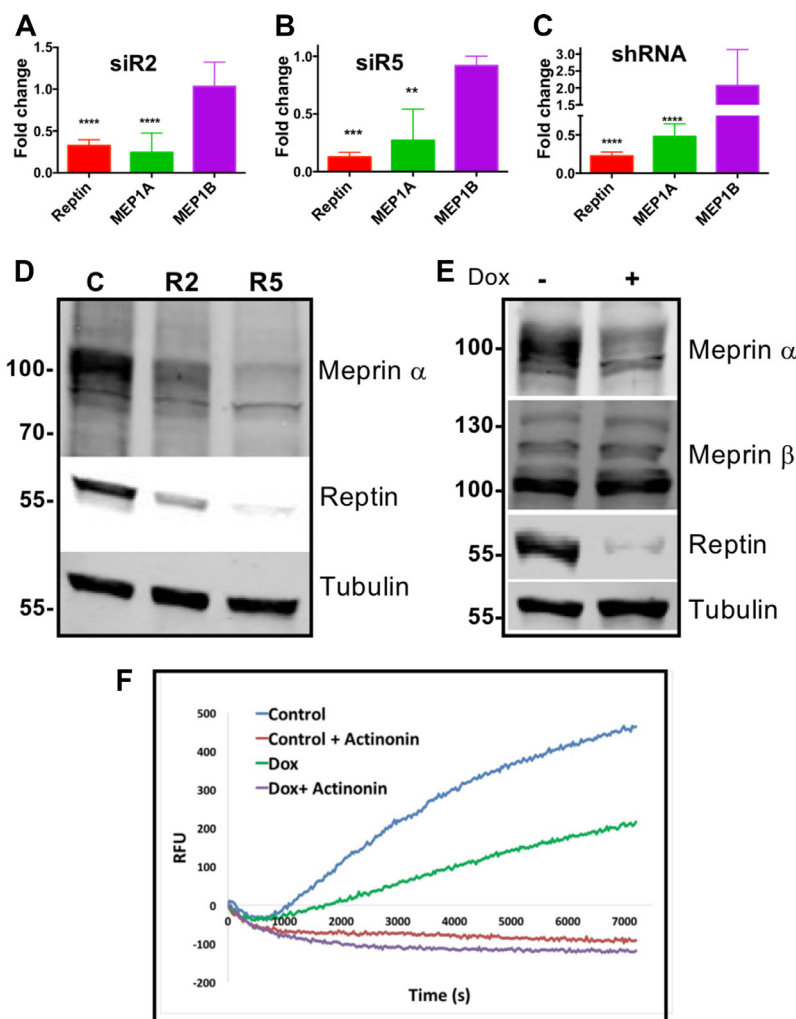 A
siR2
Fold change
1.5
1.0
0.5
0.0
****
****
Reptin
MEP1A
MEP1B
B
siR5
Fold change
1.0
0.5
0.0
***
**
Reptin
MEP1A
MEP1B
C
shRNA
Fold change
3.0
2.5
2.0
1.5
1.0
0.5
0.0
****
****
Reptin
MEP1A
MEP1B
D
C R2 R5
100-
80-
70-
Meprin α
55-
Reptin
55-
Tubulin
E
Dox - +
100-
Meprin α
130-
100-
Meprin β
55-
Reptin
55-
Tubulin
F
500
400
300
200
100
0
-100
-200
RFU
Control
Control + Actinonin
Dox
Dox+ Actinonin
0 1000 2000 3000 4000 5000 6000 7000
Time (s)